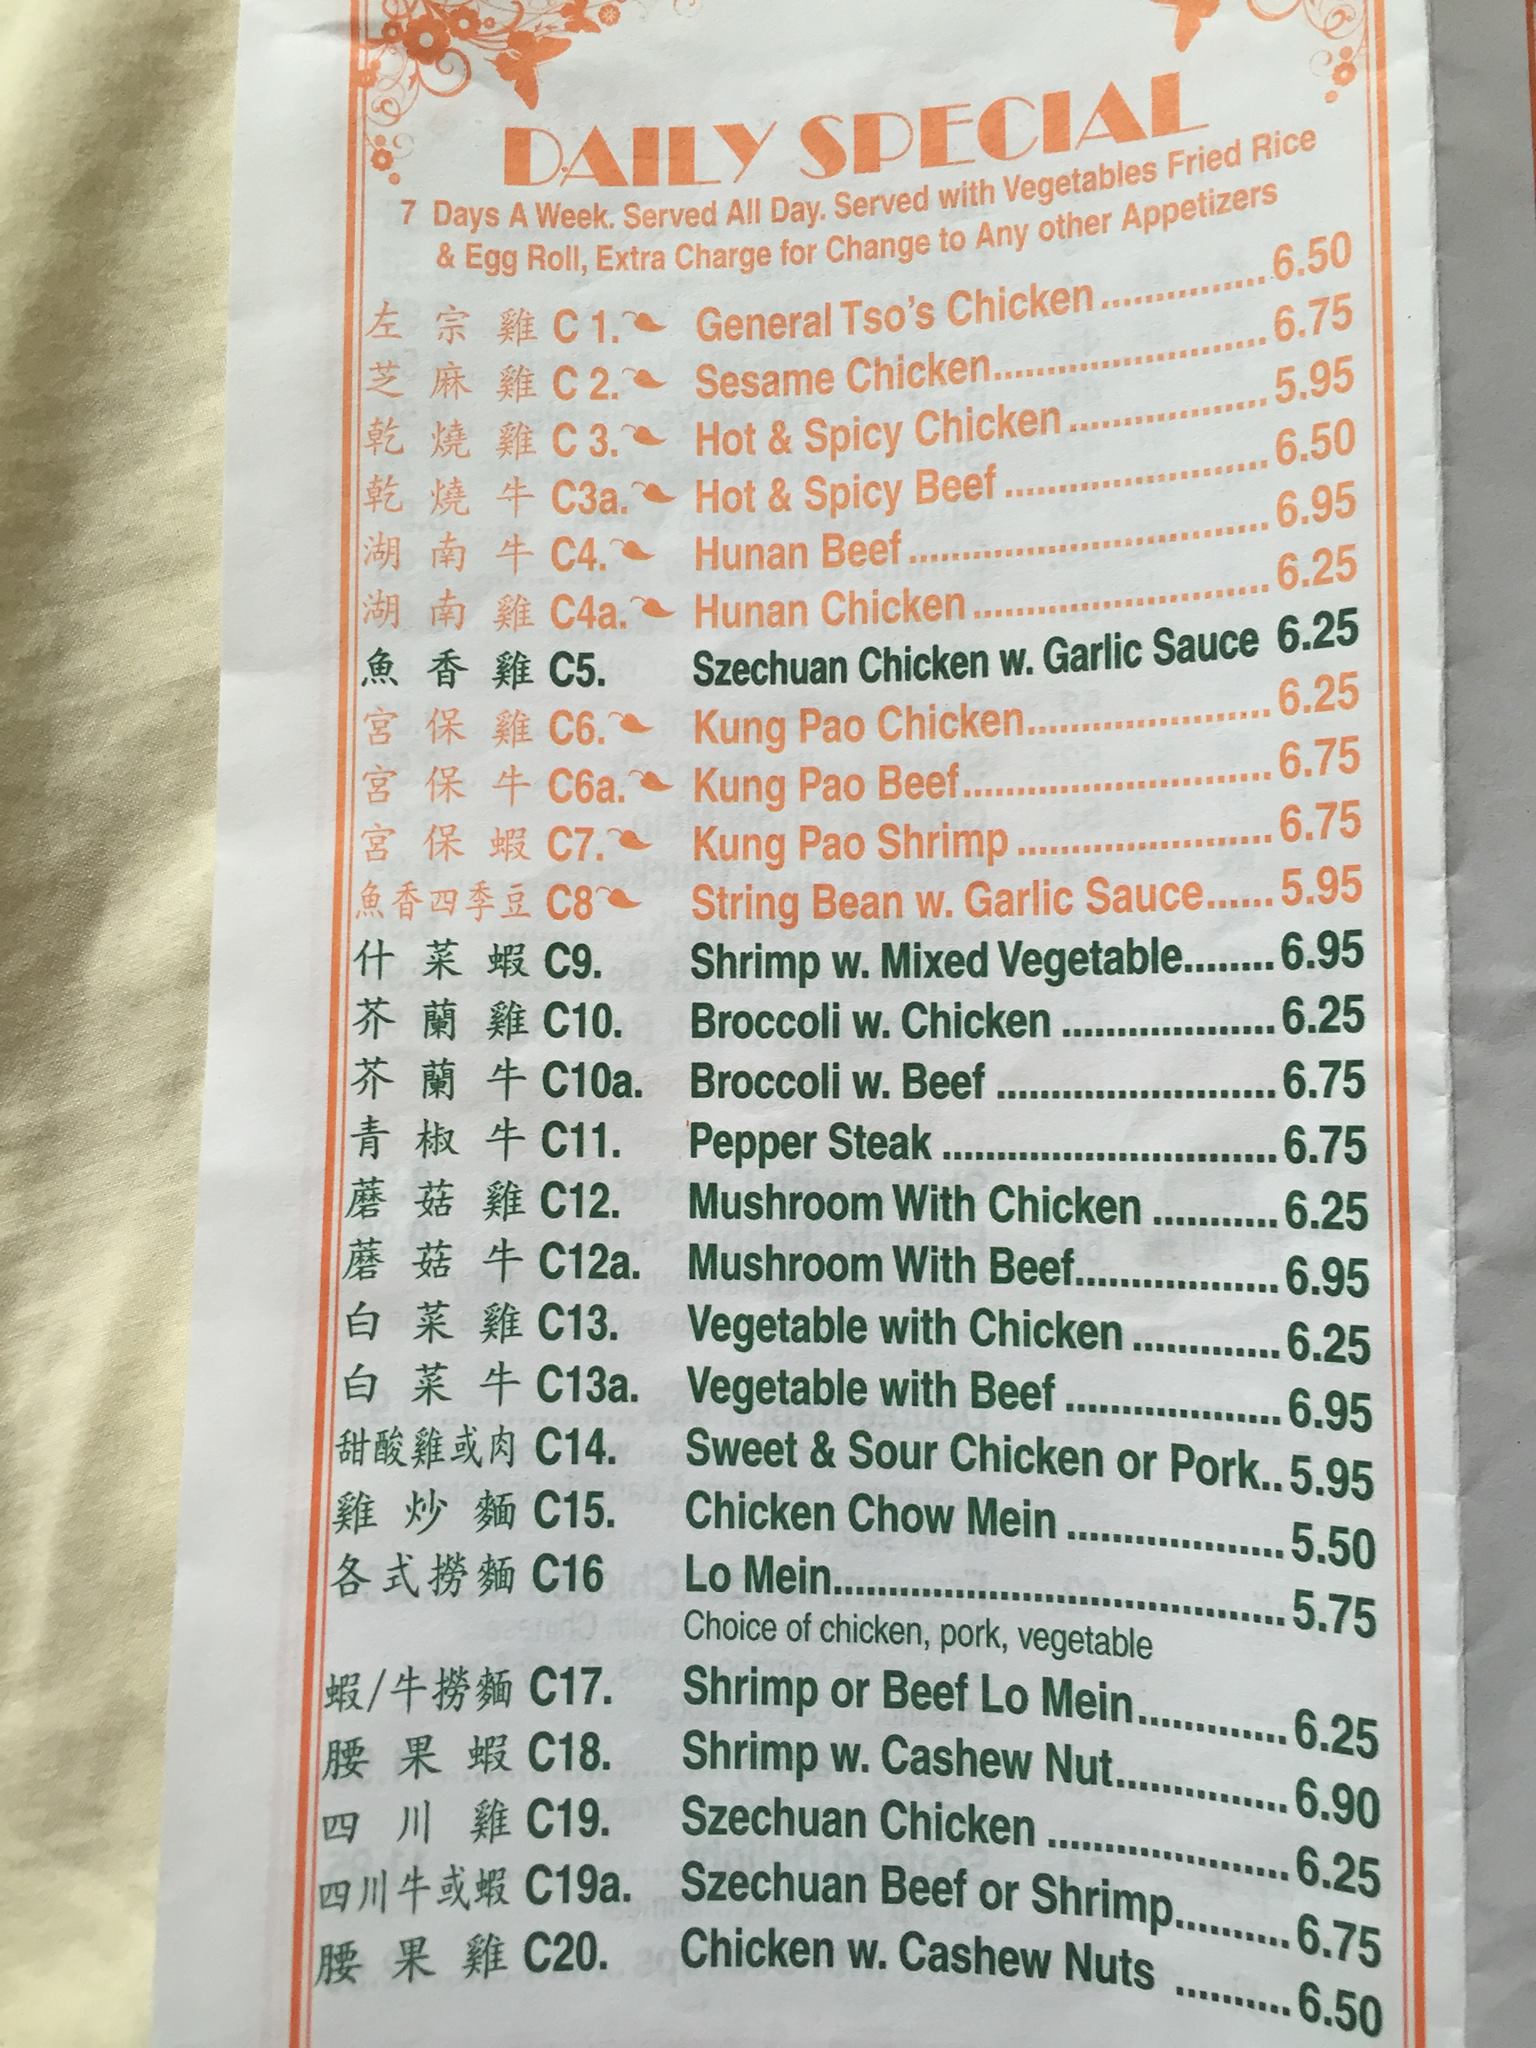 DAILY SPECIAL
7 Days A Week. Served All Day. Served with Vegetables Fried Rice
& Egg Roll, Extra Charge for Change to Any other Appetizers
左宗雞 C 1. General Tso's Chicken...............6.50
芝麻雞 C 2. Sesame Chicken..........................6.75
乾燒雞 C 3. Hot & Spicy Chicken...................5.95
乾燒牛 C3a. Hot & Spicy Beef.........................6.50
湖南牛 C4. Hunan Beef..................................6.95
湖南雞 C4a. Hunan Chicken............................6.25
魚香雞 C5. Szechuan Chicken w. Garlic Sauce 6.25
宮保雞 C6. Kung Pao Chicken.......................6.25
宮保牛 C6a. Kung Pao Beef.............................6.75
宮保蝦 C7. Kung Pao Shrimp........................6.75
魚香四季豆 C8 String Bean w. Garlic Sauce......5.95
什菜蝦 C9. Shrimp w. Mixed Vegetable........6.95
芥蘭雞 C10. Broccoli w. Chicken...................6.25
芥蘭牛 C10a. Broccoli w. Beef.........................6.75
青椒牛 C11. Pepper Steak..............................6.75
蘑菇雞 C12. Mushroom With Chicken...........6.25
蘑菇牛 C12a. Mushroom With Beef..................6.95
白菜雞 C13. Vegetable with Chicken.............6.25
白菜牛 C13a. Vegetable with Beef...................6.95
甜酸雞或肉 C14. Sweet & Sour Chicken or Pork..5.95
雞炒麵 C15. Chicken Chow Mein...................5.50
各式撈麵 C16 Lo Mein.........................................5.75
Choice of chicken, pork, vegetable
蝦/牛撈麵 C17. Shrimp or Beef Lo Mein.............6.25
腰果蝦 C18. Shrimp w. Cashew Nut...............6.90
四川雞 C19. Szechuan Chicken.....................6.25
四川牛或蝦 C19a. Szechuan Beef or Shrimp..........6.75
腰果雞 C20. Chicken w. Cashew Nuts..........6.50